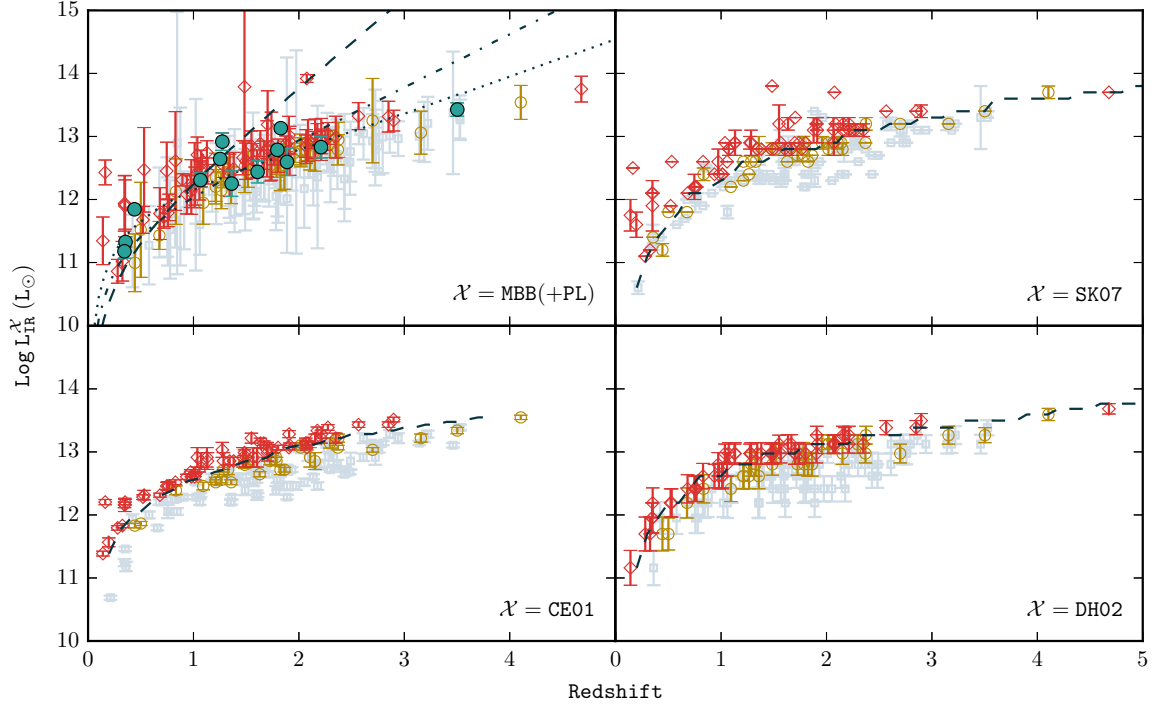 15
14
13
12
11
10
𝒳 = MBB(+PL)
𝒳 = SK07
Log L_IR^𝒳 (L_⊙)
14
13
12
11
10
𝒳 = CE01
𝒳 = DH02
0 1 2 3 4 0 1 2 3 4 5
Redshift Redshift